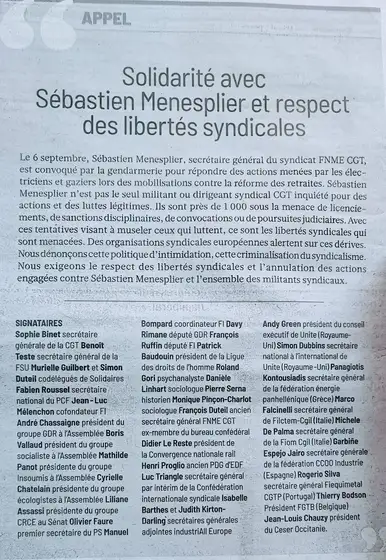 APPEL
Solidarité avec
Sébastien Menesplier et respect
des libertés syndicales
Le 6 septembre, Sébastien Menesplier, secrétaire général du syndicat FNME CGT,
est convoqué par la gendarmerie pour répondre des actions menées par les élec-
triciens et gaziers lors des mobilisations contre la réforme des retraites. Sébastien
Menesplier n'est pas le seul militant ou dirigeant syndical CGT inquiété pour des
actions et des luttes légitimes. Ils sont près de 1 000 sous la menace de licencie-
ments, de sanctions disciplinaires, de convocations ou de poursuites judiciaires. Avec
ces tentatives visant à museler ceux qui luttent, ce sont les libertés syndicales qui
sont menacées. Des organisations syndicales européennes alertent sur ces dérives.
Nous dénonçons cette politique d'intimidation, cette criminalisation du syndicalisme.
Nous exigeons le respect des libertés syndicales et l'annulation des actions
engagées contre Sébastien Menesplier et l'ensemble des militants syndicaux.
SIGNATAIRES
Sophie Binet secrétaire
générale de la CGT Benoît
Teste secrétaire général de la
FSU Murielle Guilbert et Simon
Duteil codélégués de Solidaires
Fabien Roussel secrétaire
national du PCF Jean-Luc
Mélenchon cofondateur FI
André Chassaigne président du
groupe GDR à l'Assemblée Boris
Vallaud président du groupe
socialiste à l'Assemblée Mathilde
Panot présidente du groupe
Insoumis à l'Assemblée Cyrielle
Chatelain présidente du groupe
écologistes à l'Assemblée Liliane
Assassi présidente du groupe
CRCE au Sénat Olivier Faure
premier secrétaire du PS Manuel
Bompard coordinateur FI Davy
Rimane député GDR François
Ruffin député FI Patrick
Baudouin président de la Ligue
des droits de l'homme Roland
Gori psychanalyste Danièle
Linhart sociologue Pierre Serna
historien Monique Pinçon-Charlot
sociologue François Duteil ancien
secrétaire général FNME CGT
ex-membre du bureau confédéral
Didier Le Reste président de la
Convergence nationale rail
Henri Proglio ancien PDG d'EDF
Luc Triangle secrétaire général
par intérim de la Confédération
internationale syndicale Isabelle
Barthes et Judith Kirton-
Darling secrétaires générales
adjointes IndustriAll Europe
Andy Green président du conseil
exécutif de Unite (Royaume-
Uni) Simon Dubbins secrétaire
national à l'international de
Unite (Royaume-Uni) Panagiotis
Kontousiadis secrétaire général
de la fédération énergie
panhellénique (Grèce) Marco
Falcinelli secrétaire général
de Filctem-Cgil (Italie) Michele
De Palma secrétaire général
de la Fiom Cgil (Italie) Garbiñe
Espejo Jairo secrétaire générale
de la fédération CCOO Industrie
(Espagne) Rogerio Silva
secrétaire général Fiequimetal
CGTP (Portugal) Thierry Bodson
Président FGTB (Belgique)
Jean-Louis Chauzy président
du Ceser Occitanie.